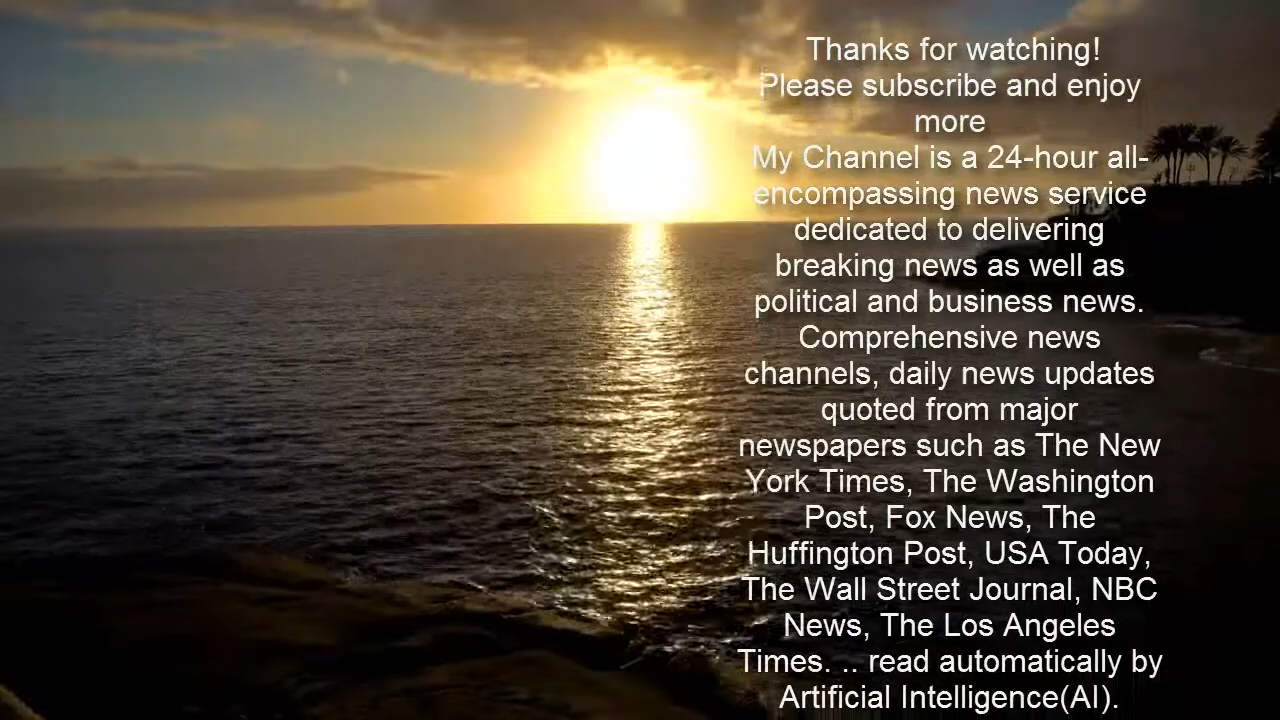 Thanks for watching!
Please subscribe and enjoy
more
My Channel is a 24-hour all-
encompassing news service
dedicated to delivering
breaking news as well as
political and business news.
Comprehensive news
channels, daily news updates
quoted from major
newspapers such as The New
York Times, The Washington
Post, Fox News, The
Huffington Post, USA Today,
The Wall Street Journal, NBC
News, The Los Angeles
Times. .. read automatically by
Artificial Intelligence(AI).